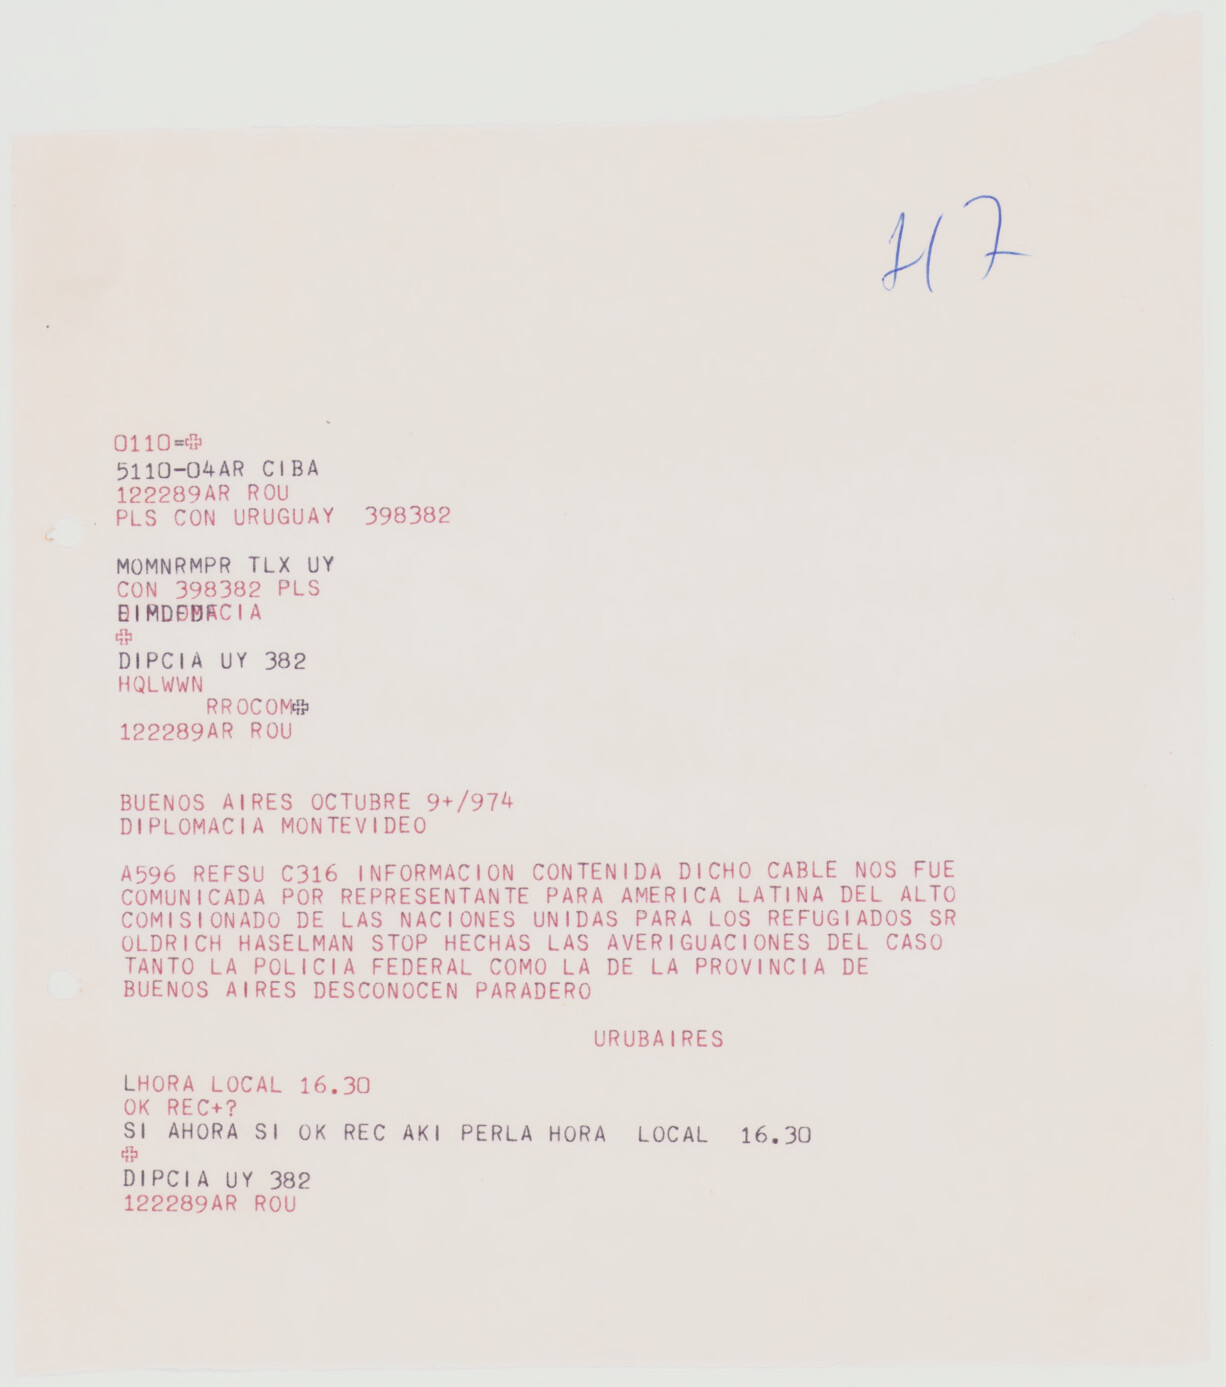 0110=✠
5110-04AR CIBA
122289AR ROU
PLS CON URUGUAY  398382
MOMNRMPR TLX UY
CON 398382 PLS
✠
DIPCIA UY 382
HQLWWN
RROCOM✠
122289AR ROU
BUENOS AIRES OCTUBRE 9+/974
DIPLOMACIA MONTEVIDEO
A596 REFSU C316 INFORMACION CONTENIDA DICHO CABLE NOS FUE
COMUNICADA POR REPRESENTANTE PARA AMERICA LATINA DEL ALTO
COMISIONADO DE LAS NACIONES UNIDAS PARA LOS REFUGIADOS SR
OLDRICH HASELMAN STOP HECHAS LAS AVERIGUACIONES DEL CASO
TANTO LA POLICIA FEDERAL COMO LA DE LA PROVINCIA DE
BUENOS AIRES DESCONOCEN PARADERO
URUBAIRES
LHORA LOCAL 16.30
OK REC+?
SI AHORA SI OK REC AKI PERLA HORA  LOCAL  16.30
✠
DIPCIA UY 382
122289AR ROU